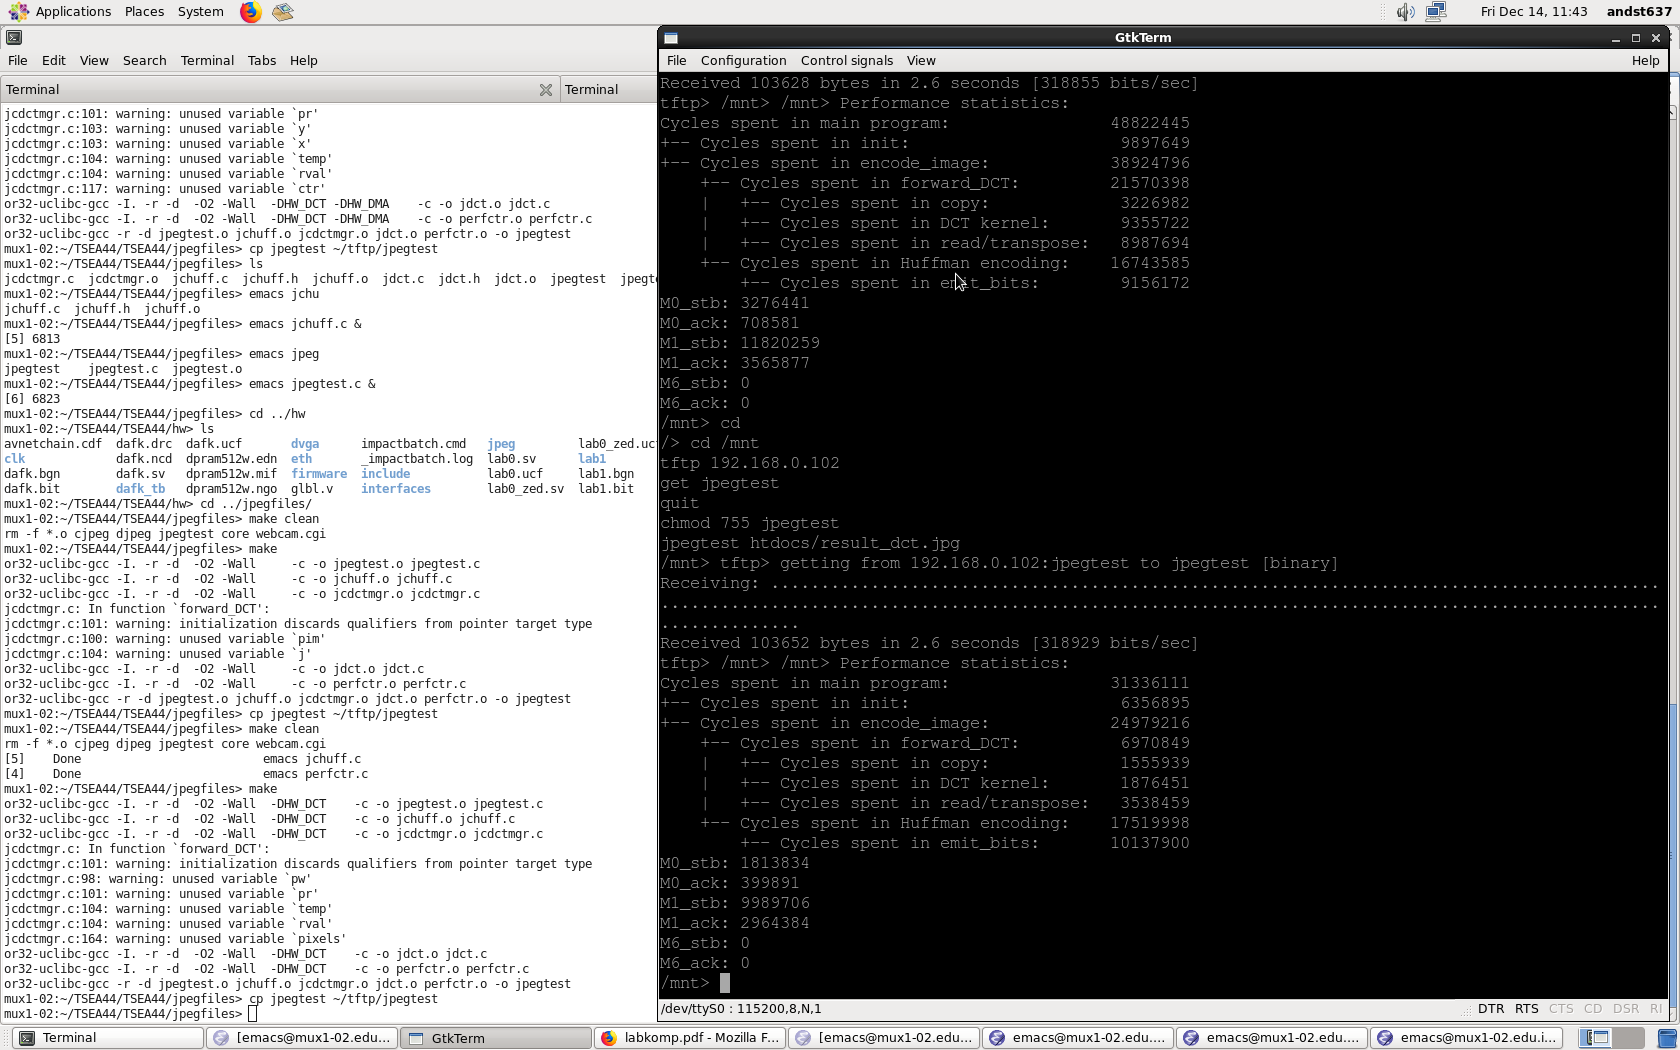 Applications Places System
Fri Dec 14, 11:43 andst637
File Edit View Search Terminal Tabs Help
Terminal
Terminal
jcdctmgr.c:101: warning: unused variable `pr'
jcdctmgr.c:103: warning: unused variable `y'
jcdctmgr.c:103: warning: unused variable `x'
jcdctmgr.c:104: warning: unused variable `temp'
jcdctmgr.c:104: warning: unused variable `rval'
jcdctmgr.c:117: warning: unused variable `ctr'
or32-uclibc-gcc -I. -r -d  -O2 -Wall  -DHW_DCT -DHW_DMA    -c -o jdct.o jdct.c
or32-uclibc-gcc -I. -r -d  -O2 -Wall  -DHW_DCT -DHW_DMA    -c -o perfctr.o perfctr.c
or32-uclibc-gcc -r -d jpegtest.o jchuff.o jcdctmgr.o jdct.o perfctr.o -o jpegtest
mux1-02:~/TSEA44/TSEA44/jpegfiles> cp jpegtest ~/tftp/jpegtest
mux1-02:~/TSEA44/TSEA44/jpegfiles> ls
jcdctmgr.c  jcdctmgr.o  jchuff.c  jchuff.h  jchuff.o  jdct.c  jdct.h  jdct.o  jpegtest  jpegt
mux1-02:~/TSEA44/TSEA44/jpegfiles> emacs jchu
jchuff.c  jchuff.h  jchuff.o
mux1-02:~/TSEA44/TSEA44/jpegfiles> emacs jchuff.c &
[5] 6813
mux1-02:~/TSEA44/TSEA44/jpegfiles> emacs jpeg
jpegtest    jpegtest.c  jpegtest.o
mux1-02:~/TSEA44/TSEA44/jpegfiles> emacs jpegtest.c &
[6] 6823
mux1-02:~/TSEA44/TSEA44/jpegfiles> cd ../hw
mux1-02:~/TSEA44/TSEA44/hw> ls
avnetchain.cdf  dafk.drc  dafk.ucf      dvga      impactbatch.cmd   jpeg         lab0_zed.uc
clk             dafk.ncd  dpram512w.edn  eth       _impactbatch.log  lab0.sv      lab1
dafk.bgn        dafk.sv   dpram512w.mif  firmware  include           lab0.ucf     lab1.bgn
dafk.bit        dafk_tb   dpram512w.ngo  glbl.v    interfaces        lab0_zed.sv  lab1.bit
mux1-02:~/TSEA44/TSEA44/hw> cd ../jpegfiles/
mux1-02:~/TSEA44/TSEA44/jpegfiles> make clean
rm -f *.o cjpeg djpeg jpegtest core webcam.cgi
mux1-02:~/TSEA44/TSEA44/jpegfiles> make
or32-uclibc-gcc -I. -r -d  -O2 -Wall     -c -o jpegtest.o jpegtest.c
or32-uclibc-gcc -I. -r -d  -O2 -Wall     -c -o jchuff.o jchuff.c
or32-uclibc-gcc -I. -r -d  -O2 -Wall     -c -o jcdctmgr.o jcdctmgr.c
jcdctmgr.c: In function `forward_DCT':
jcdctmgr.c:101: warning: initialization discards qualifiers from pointer target type
jcdctmgr.c:100: warning: unused variable `pim'
jcdctmgr.c:104: warning: unused variable `j'
or32-uclibc-gcc -I. -r -d  -O2 -Wall     -c -o jdct.o jdct.c
or32-uclibc-gcc -I. -r -d  -O2 -Wall     -c -o perfctr.o perfctr.c
or32-uclibc-gcc -r -d jpegtest.o jchuff.o jcdctmgr.o jdct.o perfctr.o -o jpegtest
mux1-02:~/TSEA44/TSEA44/jpegfiles> cp jpegtest ~/tftp/jpegtest
mux1-02:~/TSEA44/TSEA44/jpegfiles> make clean
rm -f *.o cjpeg djpeg jpegtest core webcam.cgi
[5]    Done                          emacs jchuff.c
[4]    Done                          emacs perfctr.c
mux1-02:~/TSEA44/TSEA44/jpegfiles> make
or32-uclibc-gcc -I. -r -d  -O2 -Wall  -DHW_DCT    -c -o jpegtest.o jpegtest.c
or32-uclibc-gcc -I. -r -d  -O2 -Wall  -DHW_DCT    -c -o jchuff.o jchuff.c
or32-uclibc-gcc -I. -r -d  -O2 -Wall  -DHW_DCT    -c -o jcdctmgr.o jcdctmgr.c
jcdctmgr.c: In function `forward_DCT':
jcdctmgr.c:101: warning: initialization discards qualifiers from pointer target type
jcdctmgr.c:98: warning: unused variable `pw'
jcdctmgr.c:101: warning: unused variable `pr'
jcdctmgr.c:104: warning: unused variable `temp'
jcdctmgr.c:104: warning: unused variable `rval'
jcdctmgr.c:164: warning: unused variable `pixels'
or32-uclibc-gcc -I. -r -d  -O2 -Wall  -DHW_DCT    -c -o jdct.o jdct.c
or32-uclibc-gcc -I. -r -d  -O2 -Wall  -DHW_DCT    -c -o perfctr.o perfctr.c
or32-uclibc-gcc -r -d jpegtest.o jchuff.o jcdctmgr.o jdct.o perfctr.o -o jpegtest
mux1-02:~/TSEA44/TSEA44/jpegfiles> cp jpegtest ~/tftp/jpegtest
mux1-02:~/TSEA44/TSEA44/jpegfiles>
GtkTerm
File Configuration Control signals View Help
Received 103628 bytes in 2.6 seconds [318855 bits/sec]
tftp> /mnt> /mnt> Performance statistics:
Cycles spent in main program:                48822445
+-- Cycles spent in init:                     9897649
+-- Cycles spent in encode_image:            38924796
    +-- Cycles spent in forward_DCT:         21570398
    |   +-- Cycles spent in copy:             3226982
    |   +-- Cycles spent in DCT kernel:       9355722
    |   +-- Cycles spent in read/transpose:   8987694
    +-- Cycles spent in Huffman encoding:    16743585
        +-- Cycles spent in emit_bits:        9156172
M0_stb: 3276441
M0_ack: 708581
M1_stb: 11820259
M1_ack: 3565877
M6_stb: 0
M6_ack: 0
/mnt> cd
/> cd /mnt
tftp 192.168.0.102
get jpegtest
quit
chmod 755 jpegtest
jpegtest htdocs/result_dct.jpg
/mnt> tftp> getting from 192.168.0.102:jpegtest to jpegtest [binary]
Receiving: .........................................................................................
....................................................................................................
..............
Received 103652 bytes in 2.6 seconds [318929 bits/sec]
tftp> /mnt> /mnt> Performance statistics:
Cycles spent in main program:                31336111
+-- Cycles spent in init:                     6356895
+-- Cycles spent in encode_image:            24979216
    +-- Cycles spent in forward_DCT:          6970849
    |   +-- Cycles spent in copy:             1555939
    |   +-- Cycles spent in DCT kernel:       1876451
    |   +-- Cycles spent in read/transpose:   3538459
    +-- Cycles spent in Huffman encoding:    17519998
        +-- Cycles spent in emit_bits:       10137900
M0_stb: 1813834
M0_ack: 399891
M1_stb: 9989706
M1_ack: 2964384
M6_stb: 0
M6_ack: 0
/mnt>
/dev/ttyS0 : 115200,8,N,1
DTR RTS CTS CD DSR RI
Terminal
[emacs@mux1-02.edu...
GtkTerm
labkomp.pdf - Mozilla F...
[emacs@mux1-02.edu...
emacs@mux1-02.edu....
emacs@mux1-02.edu....
emacs@mux1-02.edu.i...